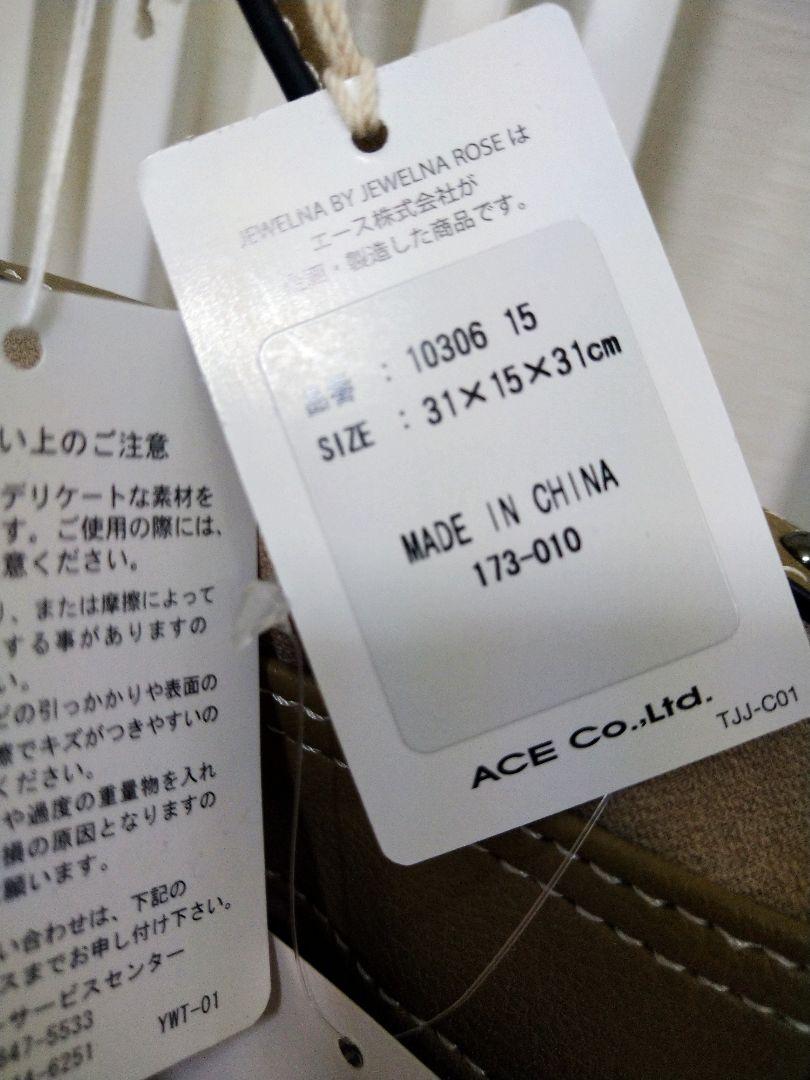 JEWELNA BY JEWELNA ROSE は
エース株式会社が
企画・製造した商品です。
品番 : 10306 15
SIZE : 31×15×31cm
MADE IN CHINA
173-010
ACE Co.,Ltd.
TJJ-C01
い上のご注意
デリケートな素材を
す。ご使用の際には、
意ください。
、または摩擦によって
する事がありますの
い。
どの引っかかりや表面の
擦でキズがつきやすいの
ください。
や過度の重量物を入れ
損の原因となりますの
願います。
い合わせは、下記の
スまでお申し付け下さい。
ーサービスセンター
847-5533
4-6251
YWT-01